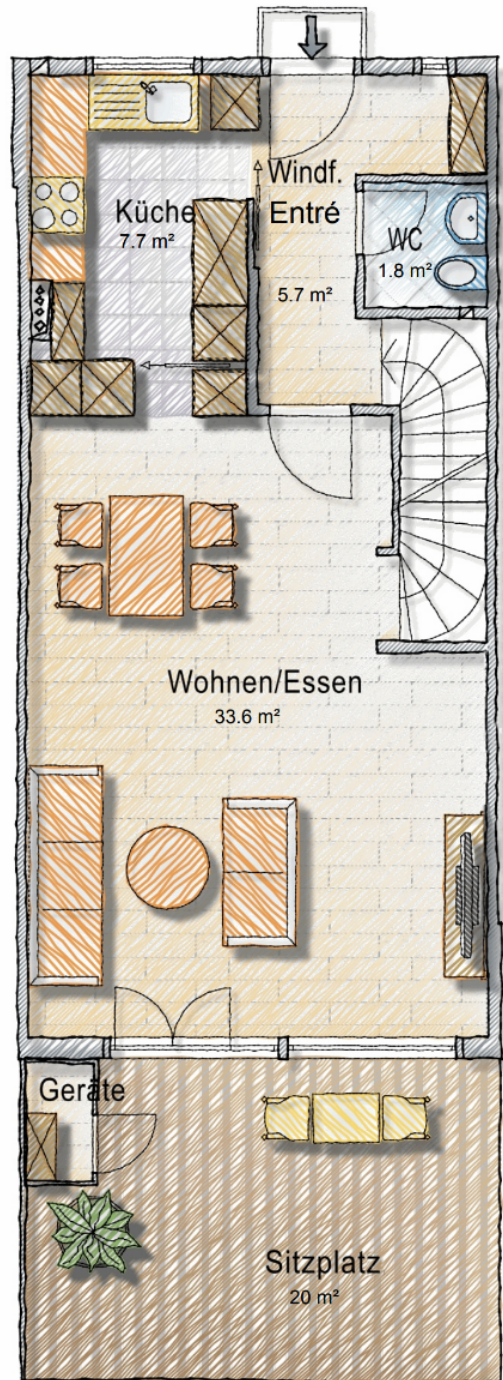 Windf.
Küche
Entré
7.7 m²
WC
1.8 m²
5.7 m²
Wohnen/Essen
33.6 m²
Geräte
Sitzplatz
20 m²